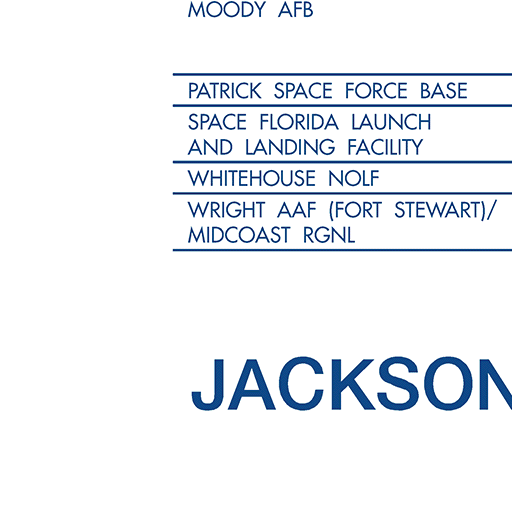 MOODY AFB
PATRICK SPACE FORCE BASE
SPACE FLORIDA LAUNCH
AND LANDING FACILITY
WHITEHOUSE NOLF
WRIGHT AAF (FORT STEWART)/
MIDCOAST RGNL
JACKSON